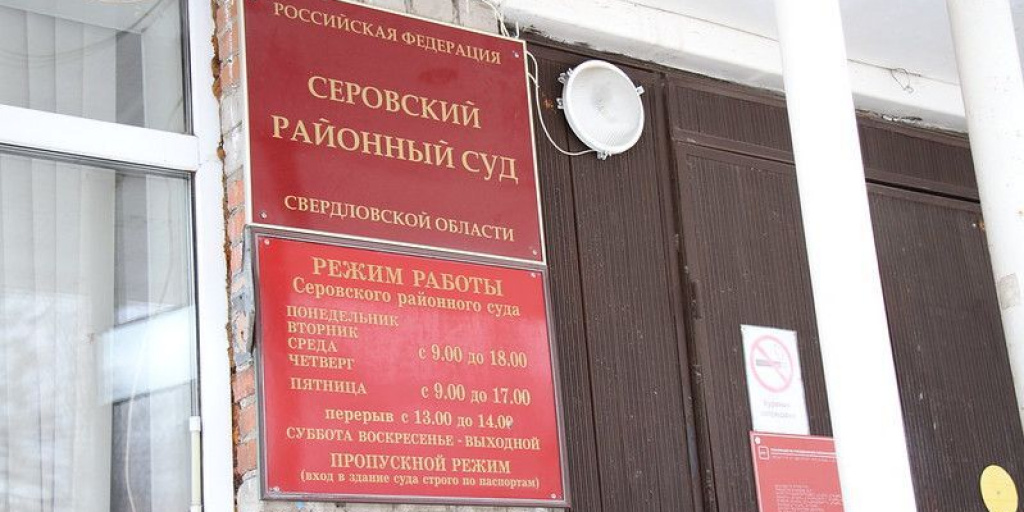 РОССИЙСКАЯ ФЕДЕРАЦИЯ
СЕРОВСКИЙ
РАЙОННЫЙ СУД
СВЕРДЛОВСКОЙ ОБЛАСТИ
РЕЖИМ РАБОТЫ
Серовского районного суда
ПОНЕДЕЛЬНИК
ВТОРНИК
СРЕДА
ЧЕТВЕРГ
с 9.00 до 18.00
ПЯТНИЦА с 9.00 до 17.00
перерыв с 13.00 до 14.0
СУББОТА ВОСКРЕСЕНЬЕ - ВЫХОДНОЙ
ПРОПУСКНОЙ РЕЖИМ
(вход в здание суда строго по паспортам)